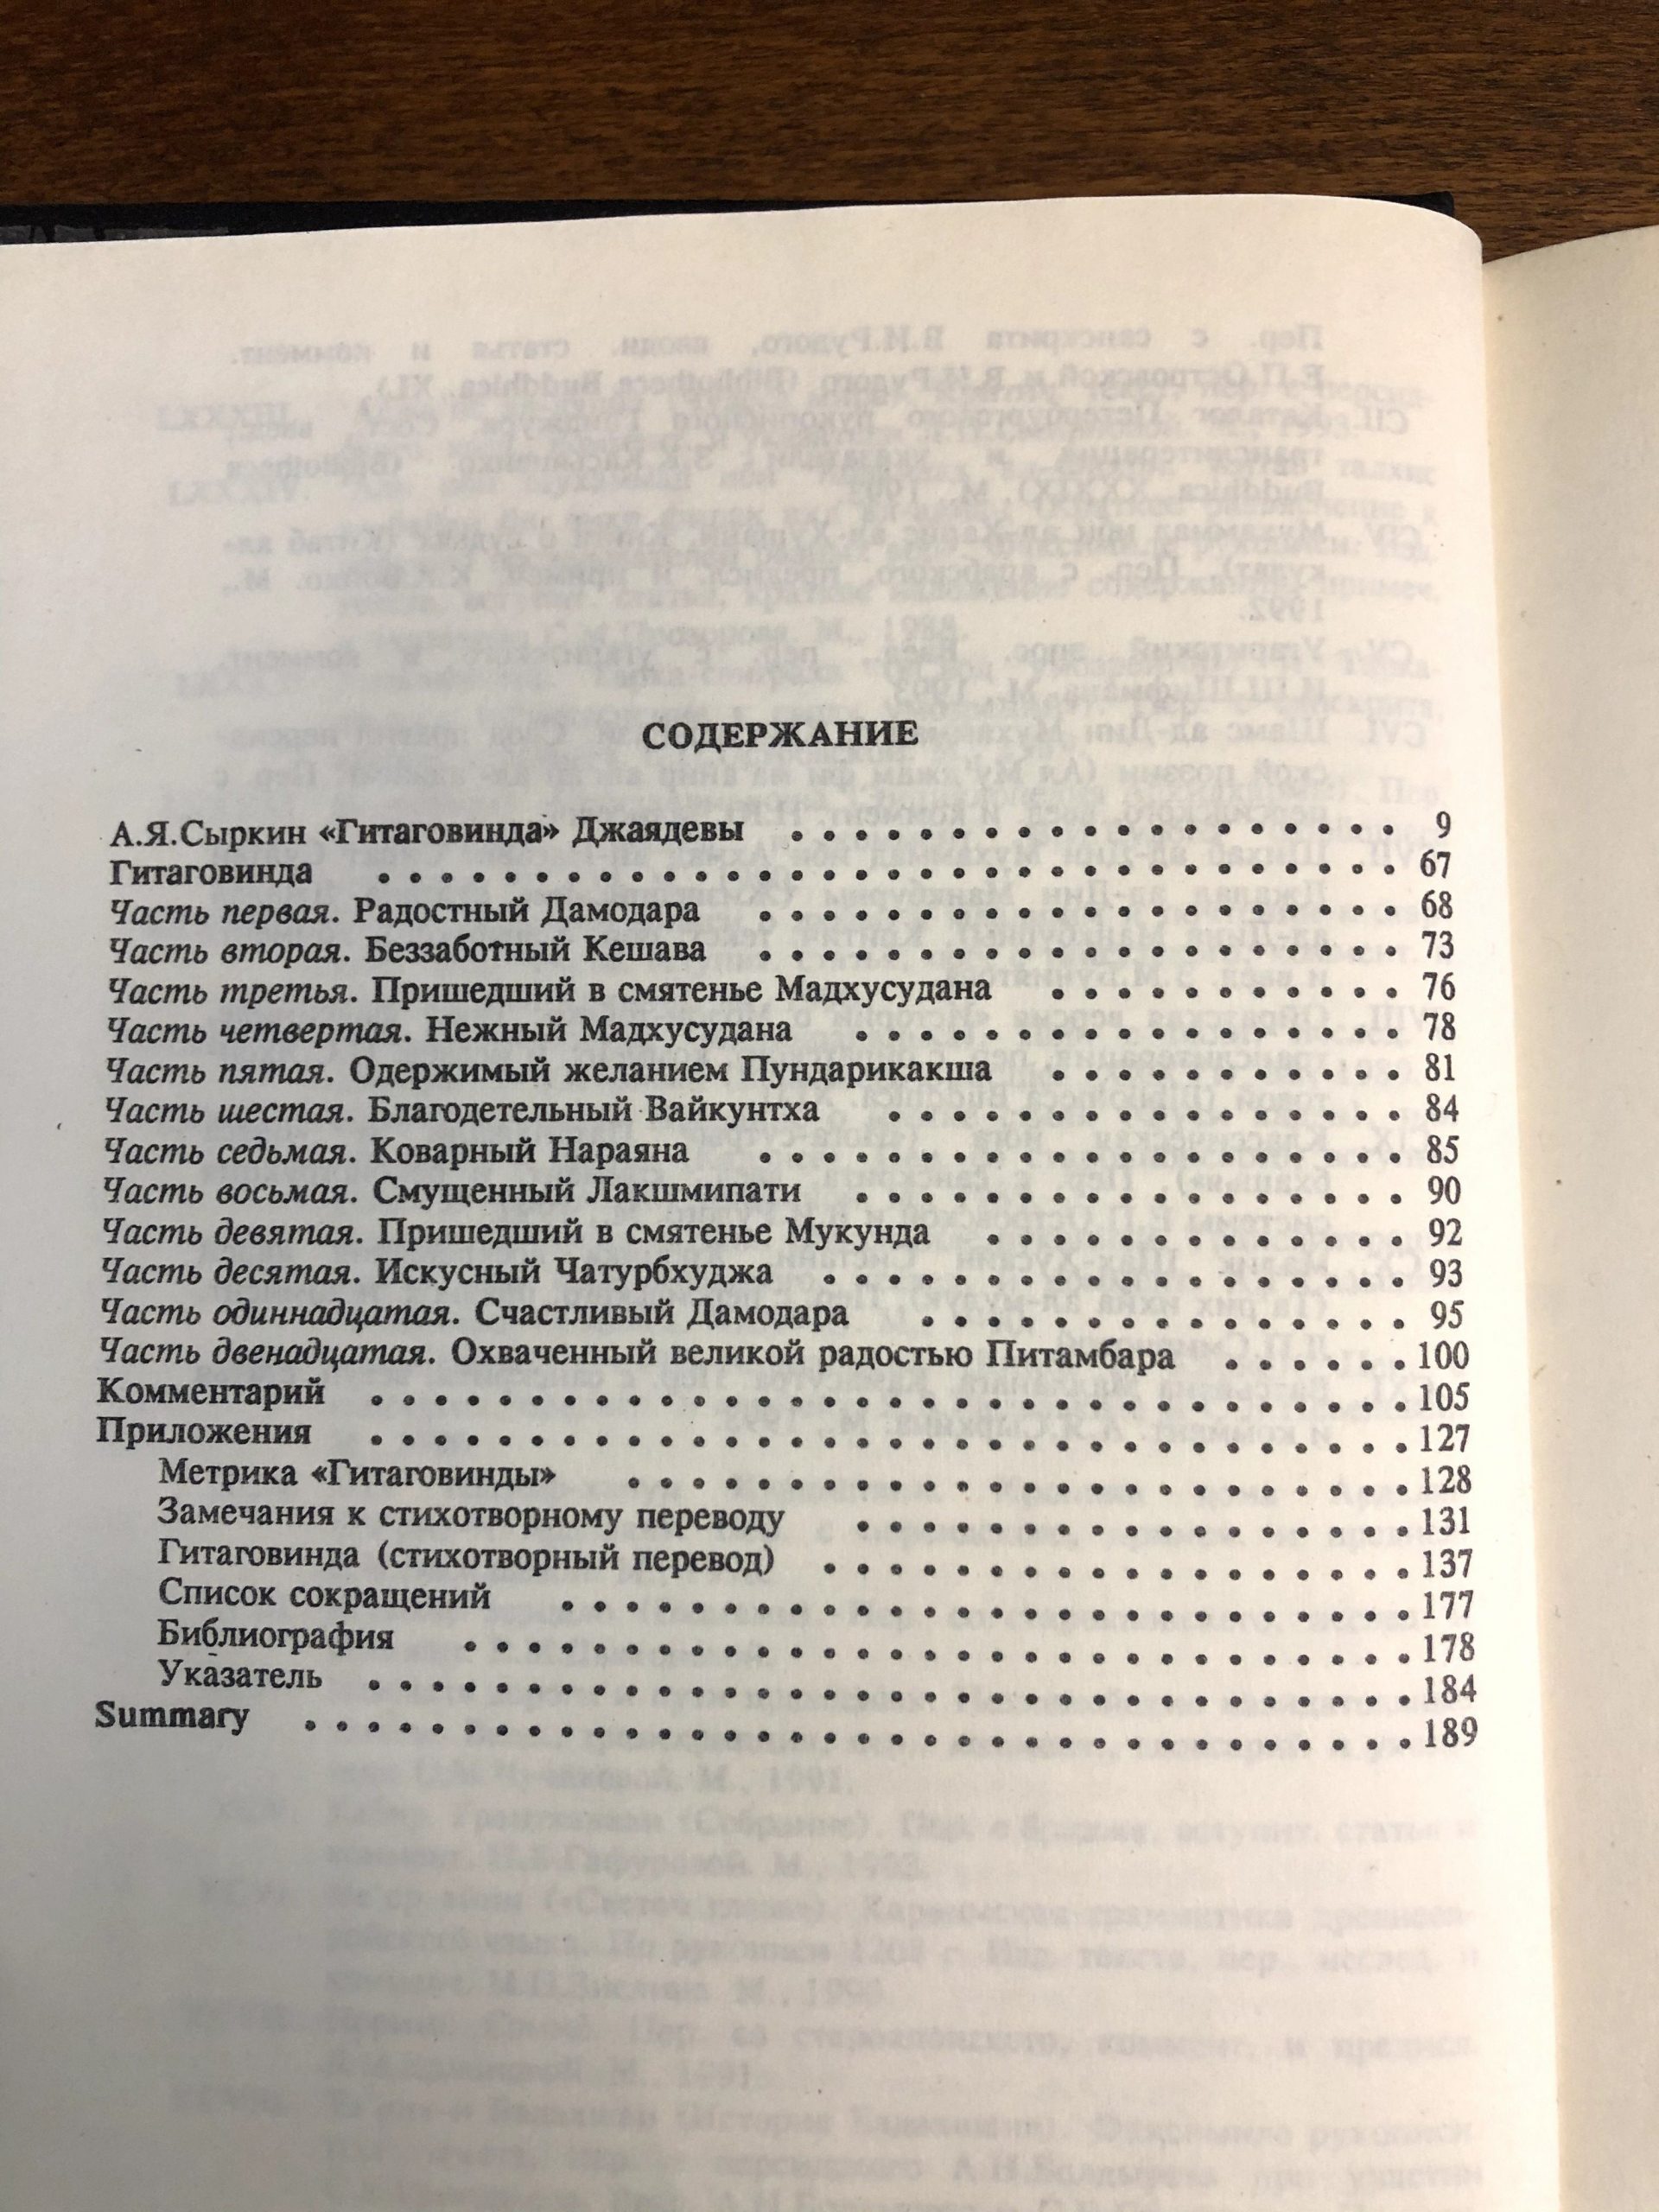 СОДЕРЖАНИЕ
А.Я.Сыркин «Гитаговинда» Джаядевы . . . . . . . . . . . . . . . . . . . 9
Гитаговинда . . . . . . . . . . . . . . . . . . . . . . . . . . . . . . . . 67
Часть первая. Радостный Дамодара . . . . . . . . . . . . . . . . . . . . 68
Часть вторая. Беззаботный Кешава . . . . . . . . . . . . . . . . . . . . 73
Часть третья. Пришедший в смятенье Мадхусудана . . . . . . . . . . . 76
Часть четвертая. Нежный Мадхусудана . . . . . . . . . . . . . . . . . 78
Часть пятая. Одержимый желанием Пундарикакша . . . . . . . . . . . 81
Часть шестая. Благодетельный Вайкунтха . . . . . . . . . . . . . . . . 84
Часть седьмая. Коварный Нараяна . . . . . . . . . . . . . . . . . . . . 85
Часть восьмая. Смущенный Лакшмипати . . . . . . . . . . . . . . . . . 90
Часть девятая. Пришедший в смятенье Мукунда . . . . . . . . . . . . . 92
Часть десятая. Искусный Чатурбхуджа . . . . . . . . . . . . . . . . . . 93
Часть одиннадцатая. Счастливый Дамодара . . . . . . . . . . . . . . . 95
Часть двенадцатая. Охваченный великой радостью Питамбара . . . . . . 100
Комментарий . . . . . . . . . . . . . . . . . . . . . . . . . . . . . . . . 105
Приложения . . . . . . . . . . . . . . . . . . . . . . . . . . . . . . . . 127
Метрика «Гитаговинды» . . . . . . . . . . . . . . . . . . . . . . . . 128
Замечания к стихотворному переводу . . . . . . . . . . . . . . . . . 131
Гитаговинда (стихотворный перевод) . . . . . . . . . . . . . . . . . . 137
Список сокращений . . . . . . . . . . . . . . . . . . . . . . . . . . 177
Библиография . . . . . . . . . . . . . . . . . . . . . . . . . . . . . 178
Указатель . . . . . . . . . . . . . . . . . . . . . . . . . . . . . . . . 184
Summary . . . . . . . . . . . . . . . . . . . . . . . . . . . . . . . . . . 189